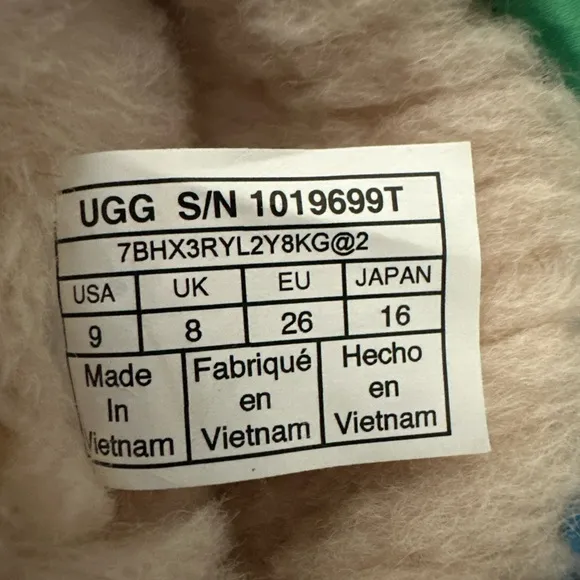 UGG S/N 1019699T
7BHX3RYL2Y8KG@2
USA UK EU JAPAN
9 8 26 16
Made Fabriqué Hecho
In en en
Vietnam Vietnam Vietnam